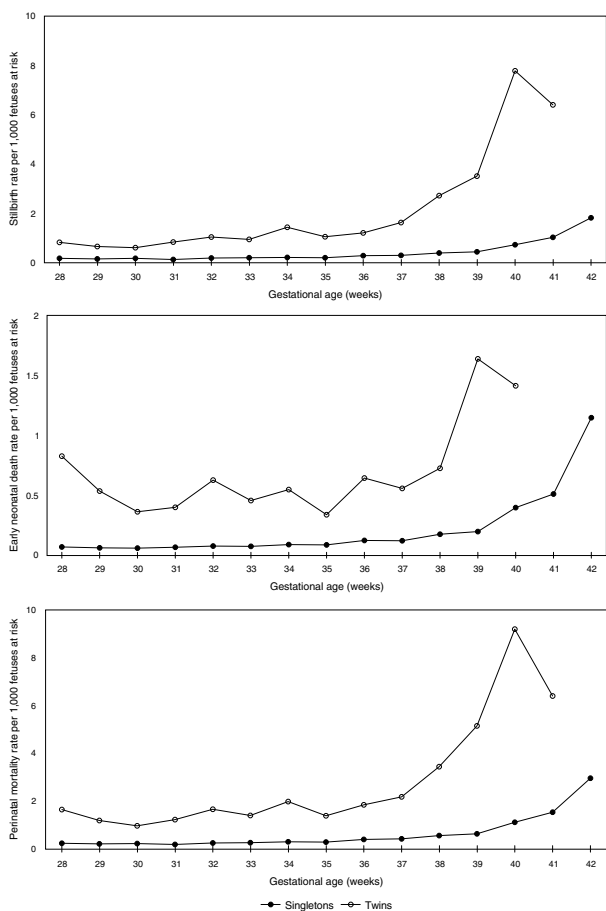 10
8
6
4
2
0
Stillbirth rate per 1,000 fetuses at risk
28 29 30 31 32 33 34 35 36 37 38 39 40 41 42
Gestational age (weeks)
2
1.5
1
0.5
0
Early neonatal death rate per 1,000 fetuses at risk
28 29 30 31 32 33 34 35 36 37 38 39 40 41 42
Gestational age (weeks)
10
8
6
4
2
0
Perinatal mortality rate per 1,000 fetuses at risk
28 29 30 31 32 33 34 35 36 37 38 39 40 41 42
Gestational age (weeks)
Singletons Twins